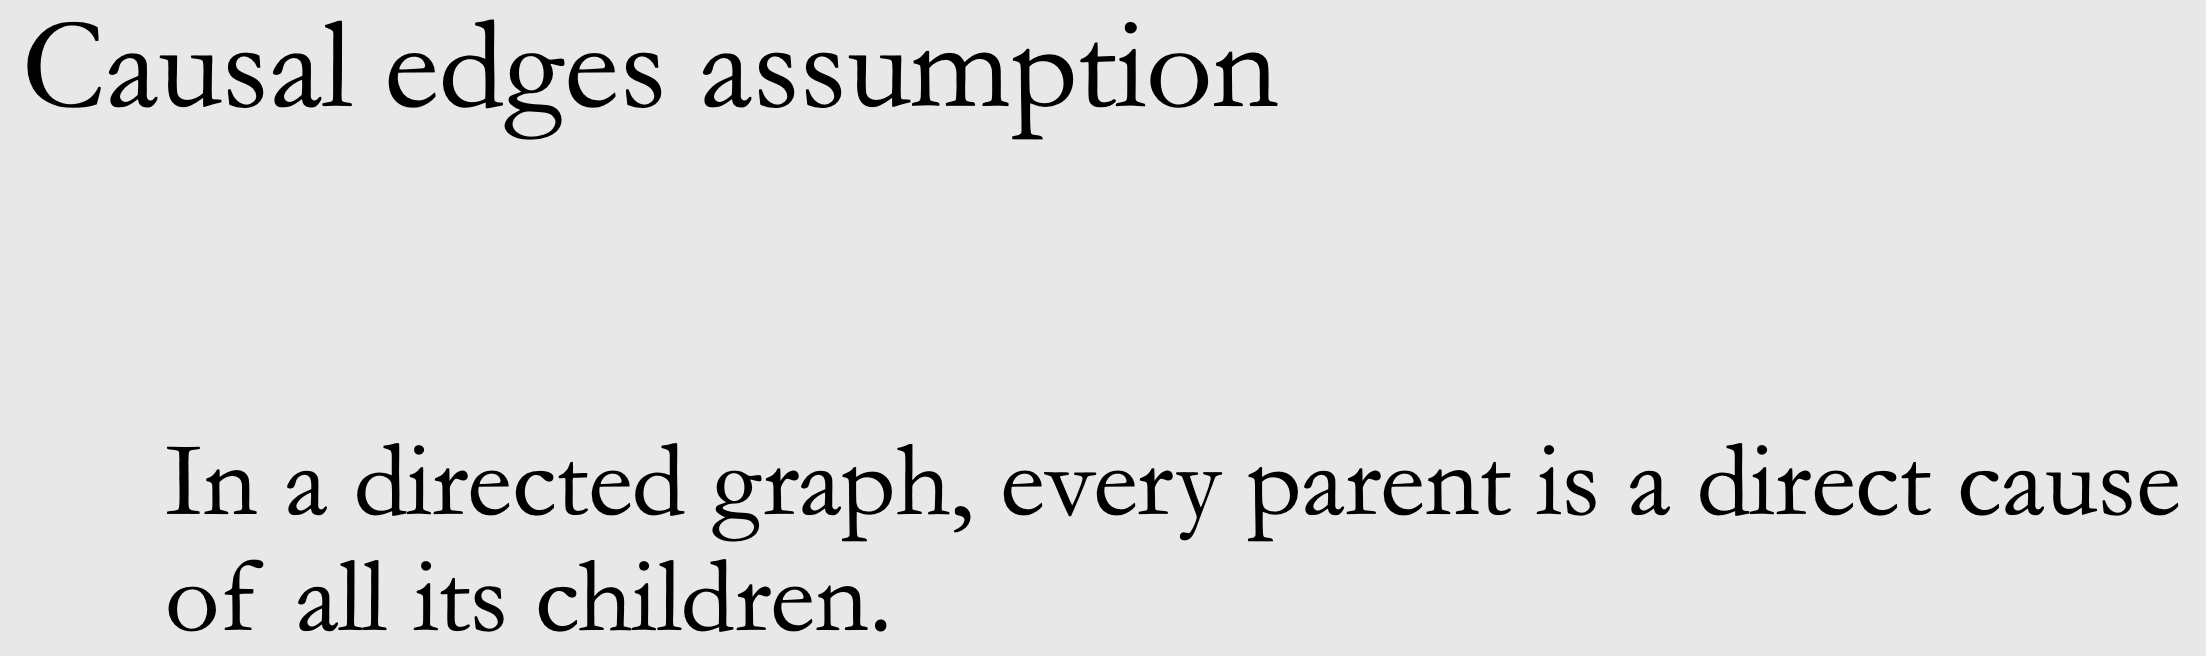 Causal edges assumption
In a directed graph, every parent is a direct cause
of all its children.